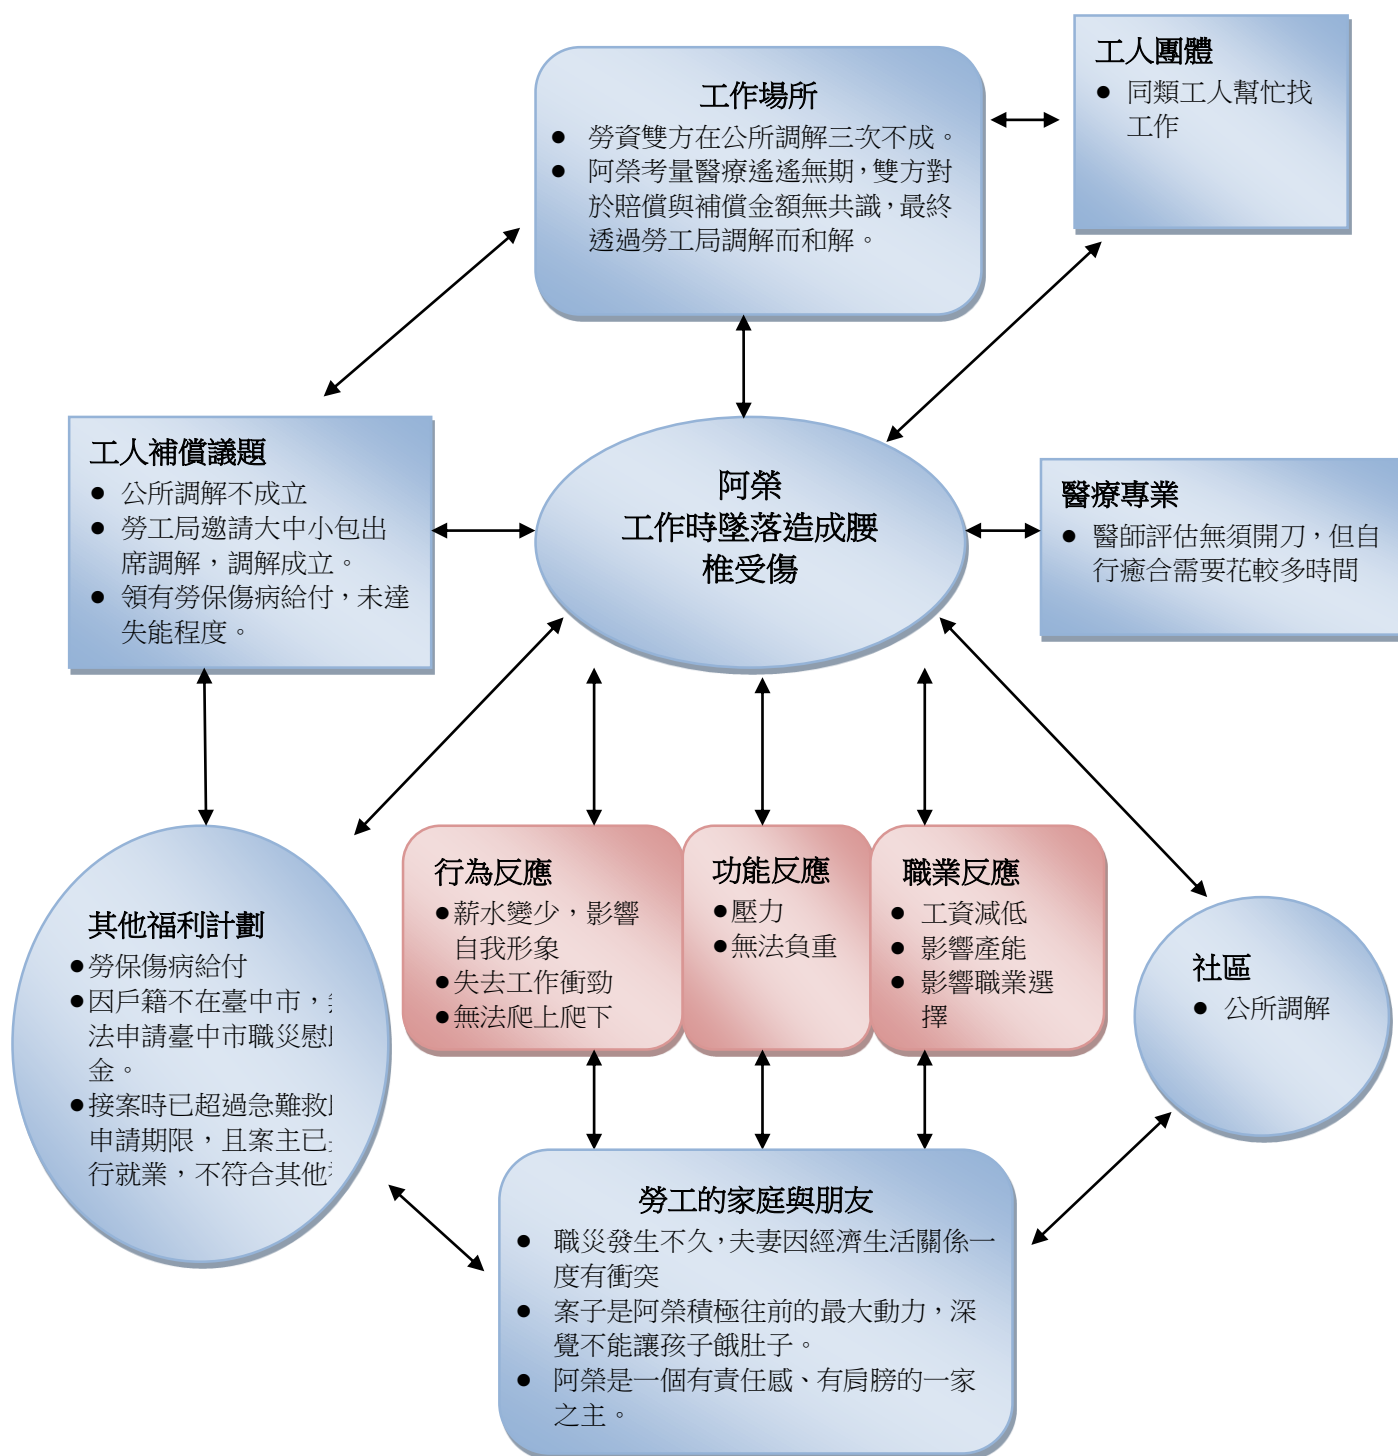 工人團體
● 同類工人幫忙找
工作
工作場所
● 勞資雙方在公所調解三次不成。
● 阿榮考量醫療遙遙無期，雙方對
於賠償與補償金額無共識，最終
透過勞工局調解而和解。
工人補償議題
● 公所調解不成立
● 勞工局邀請大中小包出
席調解，調解成立。
● 領有勞保傷病給付，未達
失能程度。
阿榮
工作時墜落造成腰
椎受傷
醫療專業
● 醫師評估無須開刀，但自
行癒合需要花較多時間
其他福利計劃
●勞保傷病給付
●因戶籍不在臺中市，
法申請臺中市職災慰
金。
●接案時已超過急難救
申請期限，且案主已
行就業，不符合其他
行為反應
●薪水變少，影響
自我形象
●失去工作衝勁
●無法爬上爬下
功能反應
●壓力
●無法負重
職業反應
● 工資減低
● 影響產能
● 影響職業選
擇
社區
● 公所調解
勞工的家庭與朋友
● 職災發生不久，夫妻因經濟生活關係一
度有衝突
● 案子是阿榮積極往前的最大動力，深
覺不能讓孩子餓肚子。
● 阿榮是一個有責任感、有肩膀的一家
之主。